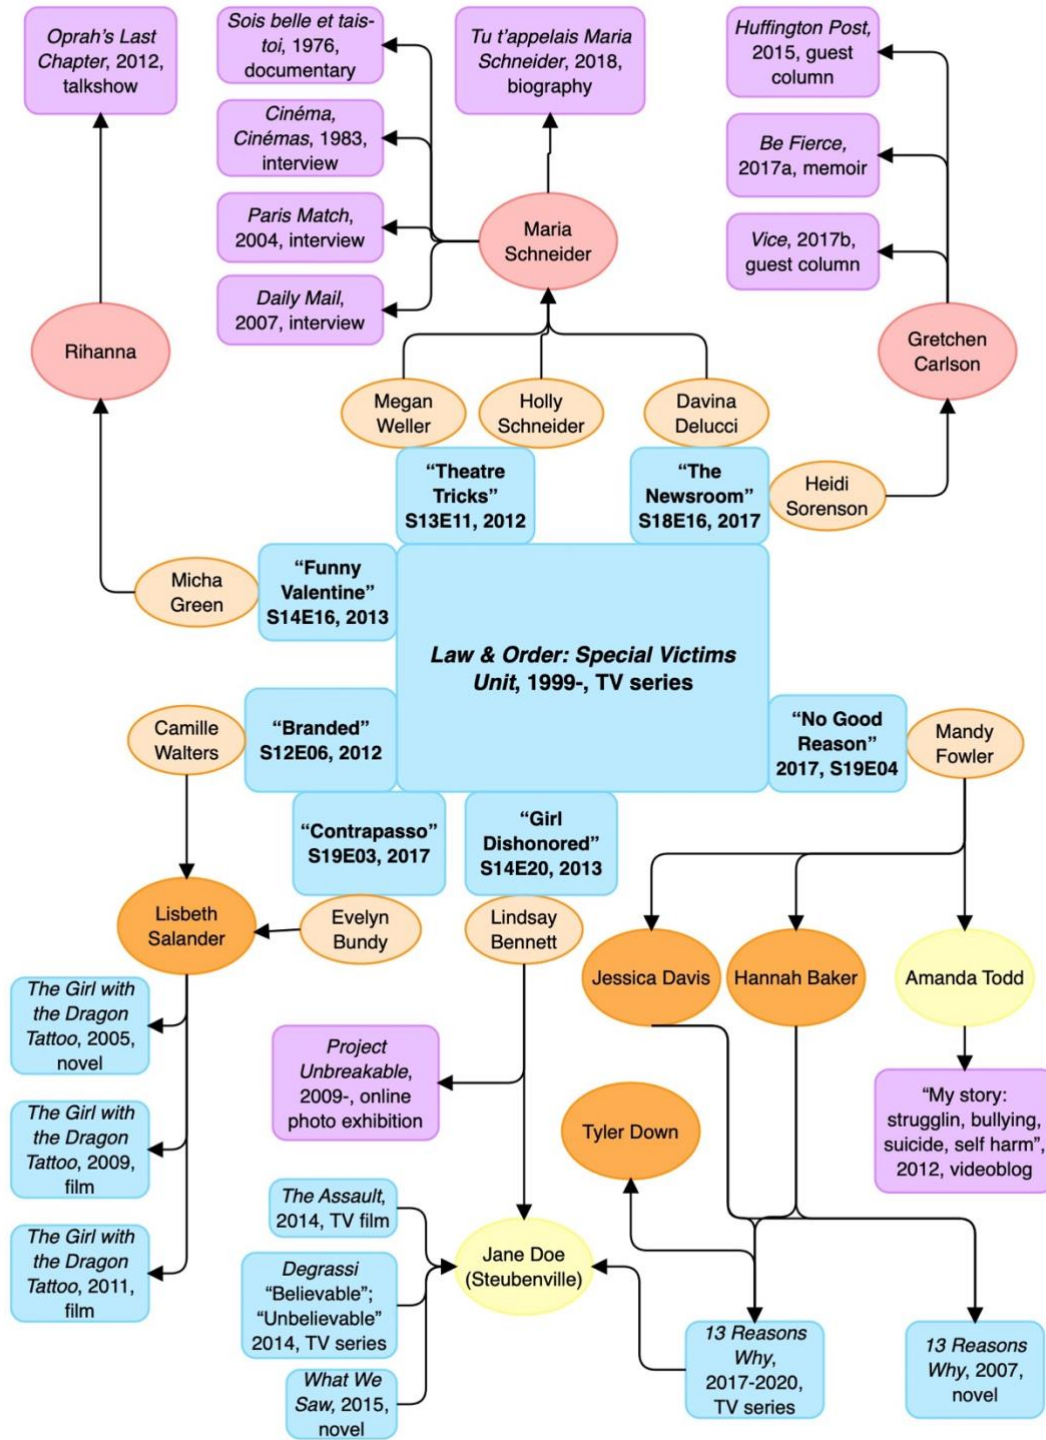 Oprah's Last
Chapter, 2012,
talkshow
Sois belle et tais-
toi, 1976,
documentary
Cinéma,
Cinémas, 1983,
interview
Paris Match,
2004, interview
Daily Mail,
2007, interview
Tu t'appelais Maria
Schneider, 2018,
biography
Huffington Post,
2015, guest
column
Be Fierce,
2017a, memoir
Vice, 2017b,
guest column
Rihanna
Maria
Schneider
Gretchen
Carlson
Megan
Weller
Holly
Schneider
Davina
Delucci
Heidi
Sorenson
"Theatre
Tricks"
S13E11, 2012
"The
Newsroom"
S18E16, 2017
Micha
Green
"Funny
Valentine"
S14E16, 2013
Law & Order: Special Victims
Unit, 1999-, TV series
Camille
Walters
"Branded"
S12E06, 2012
"No Good
Reason"
2017, S19E04
Mandy
Fowler
"Contrapasso"
S19E03, 2017
"Girl
Dishonored"
S14E20, 2013
Lisbeth
Salander
Evelyn
Bundy
Lindsay
Bennett
Jessica Davis
Hannah Baker
Amanda Todd
The Girl with
the Dragon
Tattoo, 2005,
novel
The Girl with
the Dragon
Tattoo, 2009,
film
The Girl with
the Dragon
Tattoo, 2011,
film
Project
Unbreakable,
2009-, online
photo exhibition
Tyler Down
"My story:
strugglin, bullying,
suicide, self harm",
2012, videoblog
The Assault,
2014, TV film
Degrassi
"Believable";
"Unbelievable"
2014, TV series
What We
Saw, 2015,
novel
Jane Doe
(Steubenville)
13 Reasons
Why,
2017-2020,
TV series
13 Reasons
Why, 2007,
novel